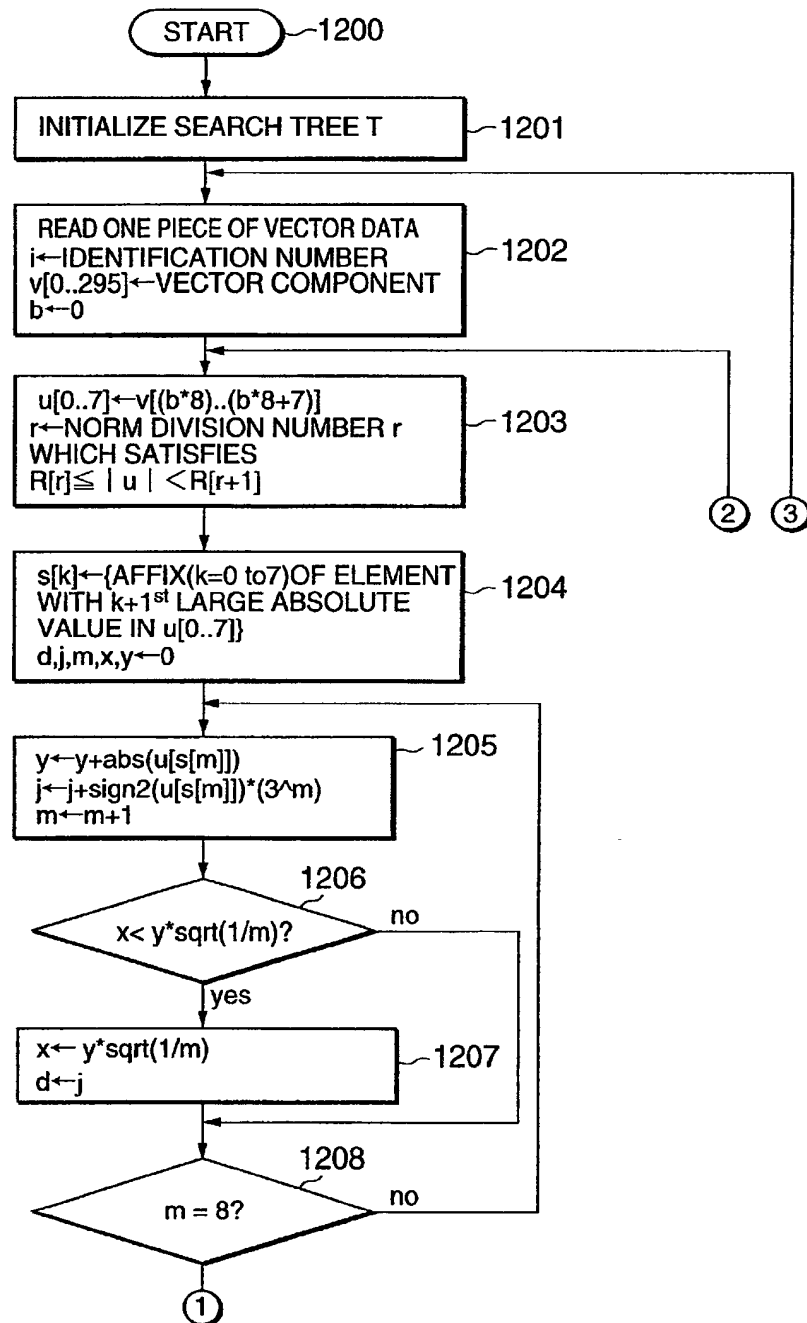 START
1200
INITIALIZE SEARCH TREE T
1201
READ ONE PIECE OF VECTOR DATA
i←IDENTIFICATION NUMBER
v[0..295]←VECTOR COMPONENT
b←0
1202
u[0..7]←v[(b*8)..(b*8+7)]
r←NORM DIVISION NUMBER r
WHICH SATISFIES
R[r]≦ | u | <R[r+1]
1203
2
3
s[k]←{AFFIX(k=0 to7)OF ELEMENT
WITH k+1st LARGE ABSOLUTE
VALUE IN u[0..7]}
d,j,m,x,y←0
1204
y←y+abs(u[s[m]])
j←j+sign2(u[s[m]])*(3^m)
m←m+1
1205
1206
x< y*sqrt(1/m)?
no
yes
x← y*sqrt(1/m)
d←j
1207
1208
m = 8?
no
1